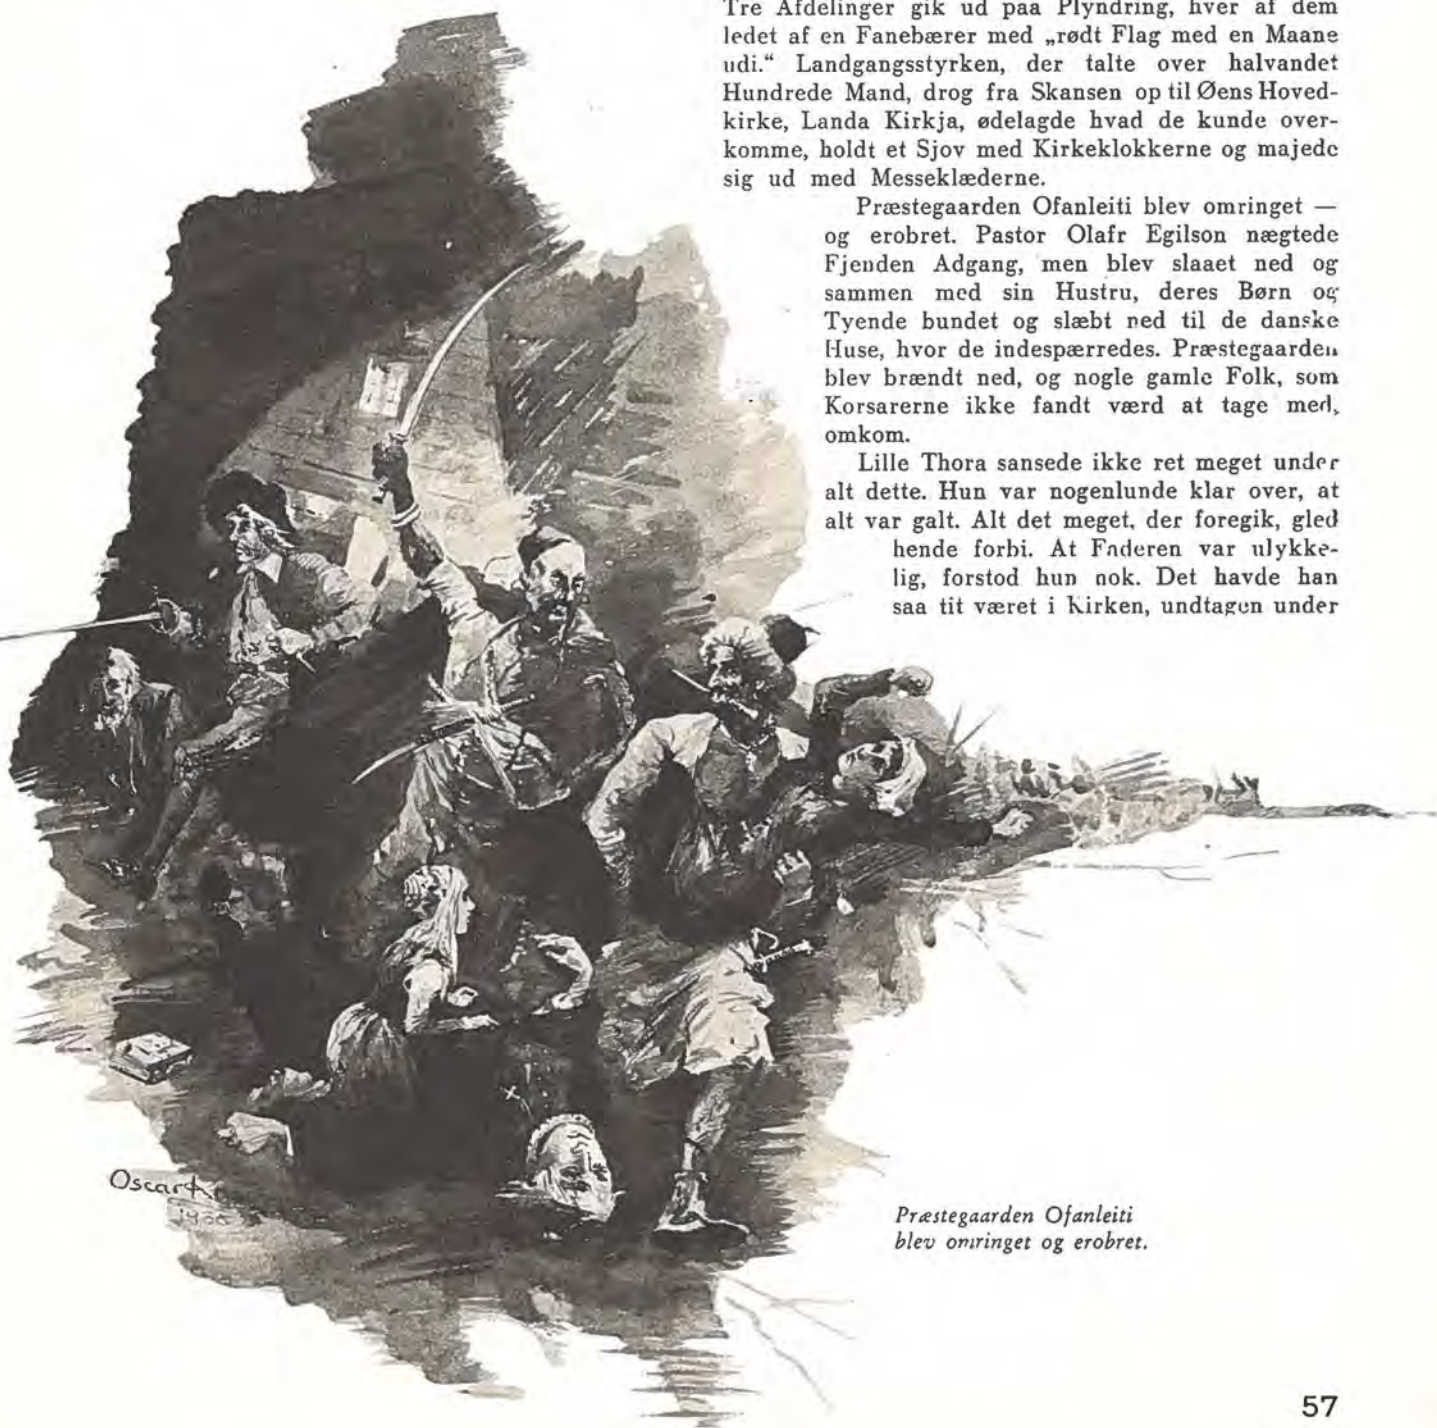 Tre Afdelinger gik ud paa Plyndring, hver af dem
ledet af en Fanebærer med „rødt Flag med en Maane
udi.“ Landgangsstyrken, der talte over halvandet
Hundrede Mand, drog fra Skansen op til Øens Hoved-
kirke, Landa Kirkja, ødelagde hvad de kunde over-
komme, holdt et Sjov med Kirkeklokkerne og majede
sig ud med Messeklæderne.
Præstegaarden Ofanleiti blev omringet —
og erobret. Pastor Olafr Egilson nægtede
Fjenden Adgang, men blev slaaet ned og
sammen med sin Hustru, deres Børn og
Tyende bundet og slæbt ned til de danske
Huse, hvor de indespærredes. Præstegaarden
blev brændt ned, og nogle gamle Folk, som
Korsarerne ikke fandt værd at tage med,
omkom.
Lille Thora sansede ikke ret meget under
alt dette. Hun var nogenlunde klar over, at
alt var galt. Alt det meget, der foregik, gled
hende forbi. At Faderen var ulykke-
lig, forstod hun nok. Det havde han
saa tit været i Kirken, undtagen under
Oscar
Præstegaarden Ofanleiti
blev omringet og erobret.
57